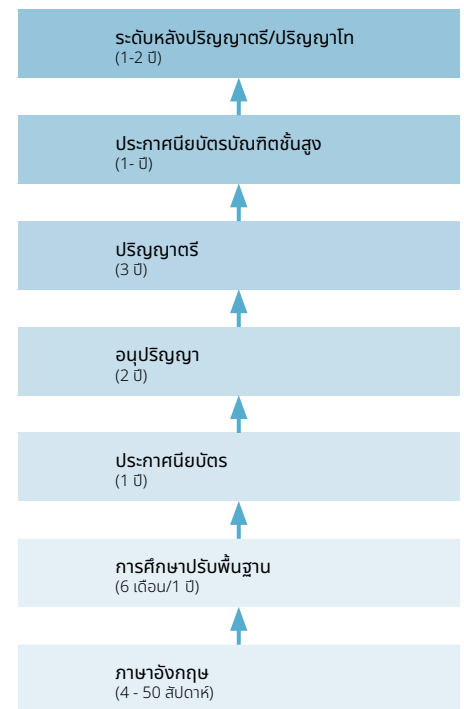 ระดับหลังปริญญาตรี/ปริญญาโท
(1-2 ปี)
ประกาศนียบัตรบัณฑิตชั้นสูง
(1- ปี)
ปริญญาตรี
(3 ปี)
อนุปริญญา
(2 ปี)
ประกาศนียบัตร
(1 ปี)
การศึกษาปรับพื้นฐาน
(6 เดือน/1 ปี)
ภาษาอังกฤษ
(4 - 50 สัปดาห์)